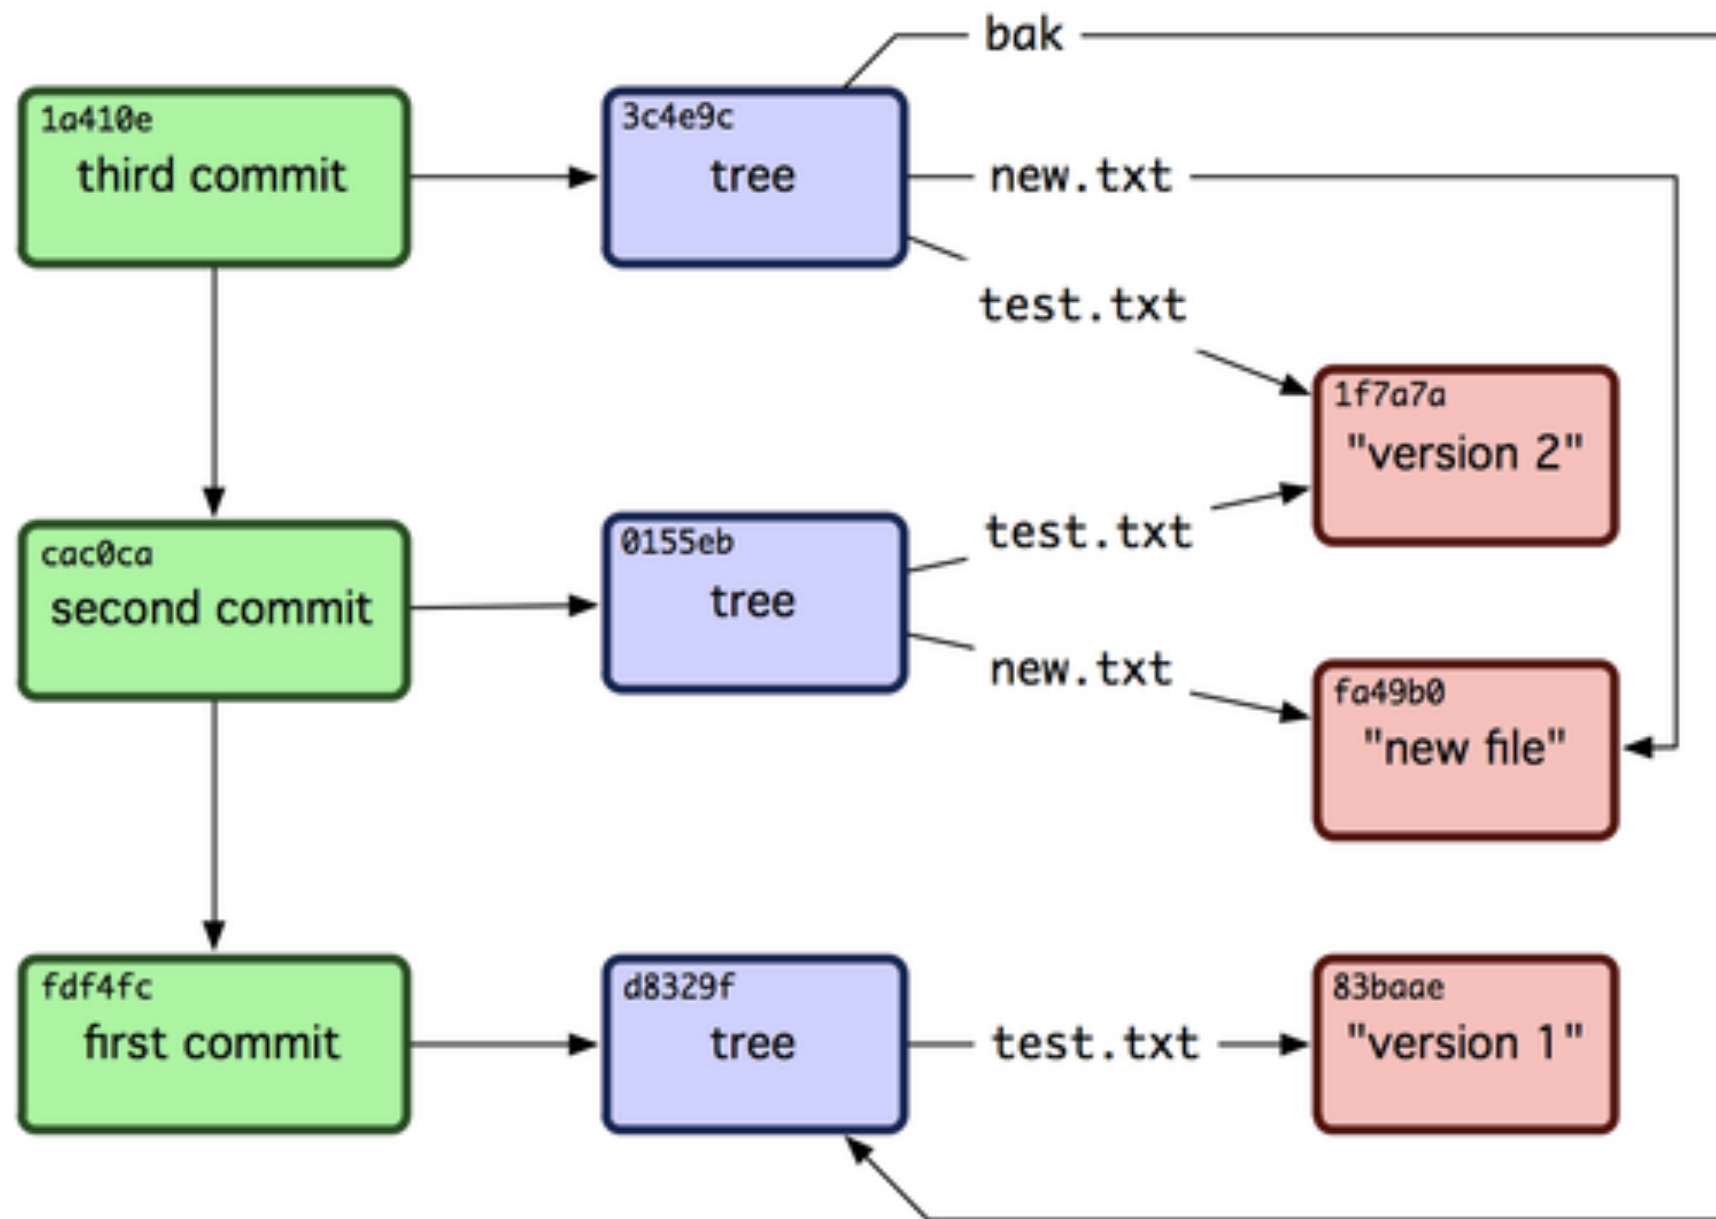 bak
1a410e
third commit
3c4e9c
tree
new.txt
test.txt
1f7a7a
"version 2"
cac0ca
second commit
0155eb
tree
test.txt
new.txt
fa49b0
"new file"
fdf4fc
first commit
d8329f
tree
test.txt
83baae
"version 1"